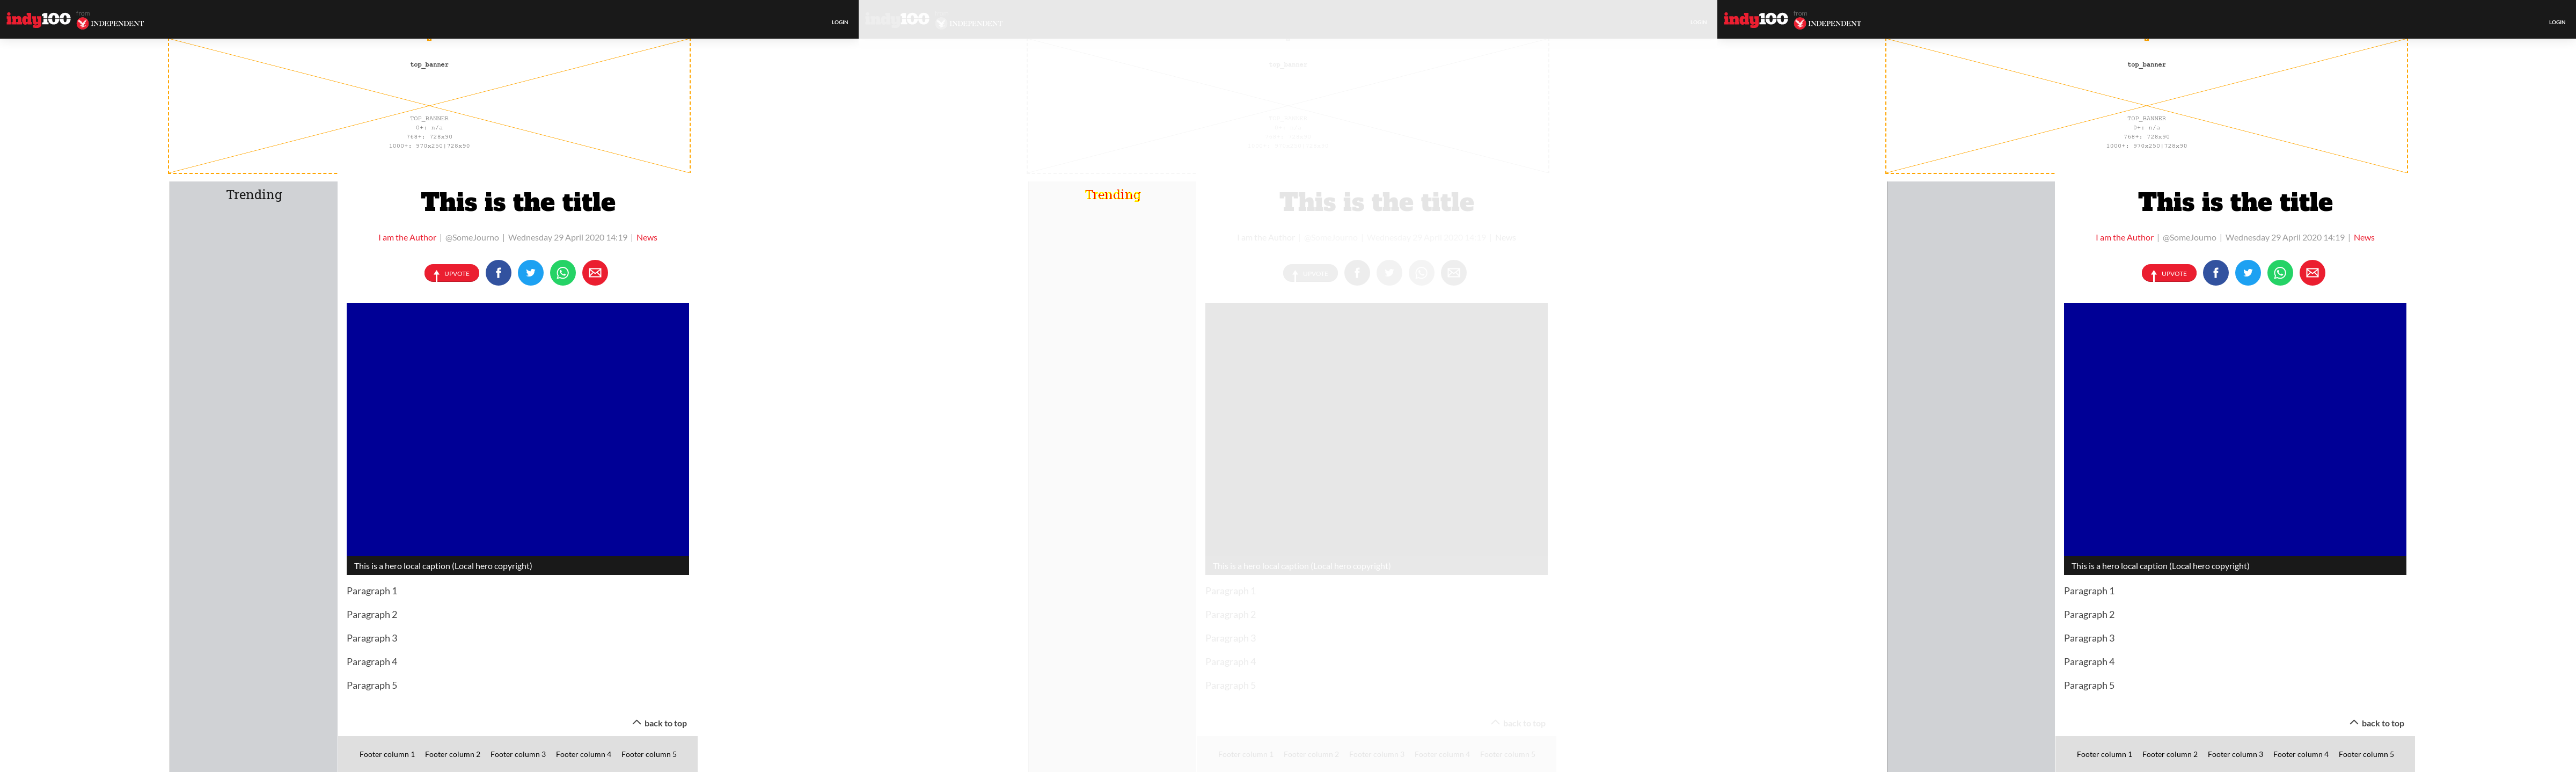 indy100 from INDEPENDENT LOGIN
top_banner
TOP_BANNER
0+: n/a
768+: 728x90
1000+: 970x250|728x90
Trending
This is the title
I am the Author | @SomeJourno | Wednesday 29 April 2020 14:19 | News
UPVOTE
This is a hero local caption (Local hero copyright)
Paragraph 1
Paragraph 2
Paragraph 3
Paragraph 4
Paragraph 5
back to top
Footer column 1 Footer column 2 Footer column 3 Footer column 4 Footer column 5
indy100 INDEPENDENT LOGIN
top_banner
TOP_BANNER
Trending
This is the title
I am the Author | @SomeJourno | Wednesday 29 April 2020 14:19 | News
UPVOTE
This is a hero local caption (Local hero copyright)
Paragraph 1
Paragraph 2
Paragraph 3
Paragraph 4
Paragraph 5
back to top
Footer column 1 Footer column 2 Footer column 3 Footer column 4 Footer column 5
indy100 from INDEPENDENT LOGIN
top_banner
TOP_BANNER
0+: n/a
768+: 728x90
1000+: 970x250|728x90
This is the title
I am the Author | @SomeJourno | Wednesday 29 April 2020 14:19 | News
UPVOTE
This is a hero local caption (Local hero copyright)
Paragraph 1
Paragraph 2
Paragraph 3
Paragraph 4
Paragraph 5
back to top
Footer column 1 Footer column 2 Footer column 3 Footer column 4 Footer column 5